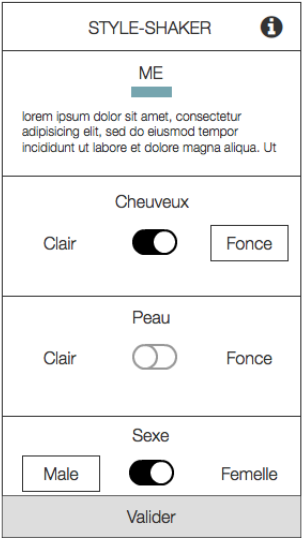 STYLE-SHAKER i
ME
lorem ipsum dolor sit amet, consectetur
adipisicing elit, sed do eiusmod tempor
incididunt ut labore et dolore magna aliqua. Ut
Cheuveux
Clair Fonce
Peau
Clair Fonce
Sexe
Male Femelle
Valider